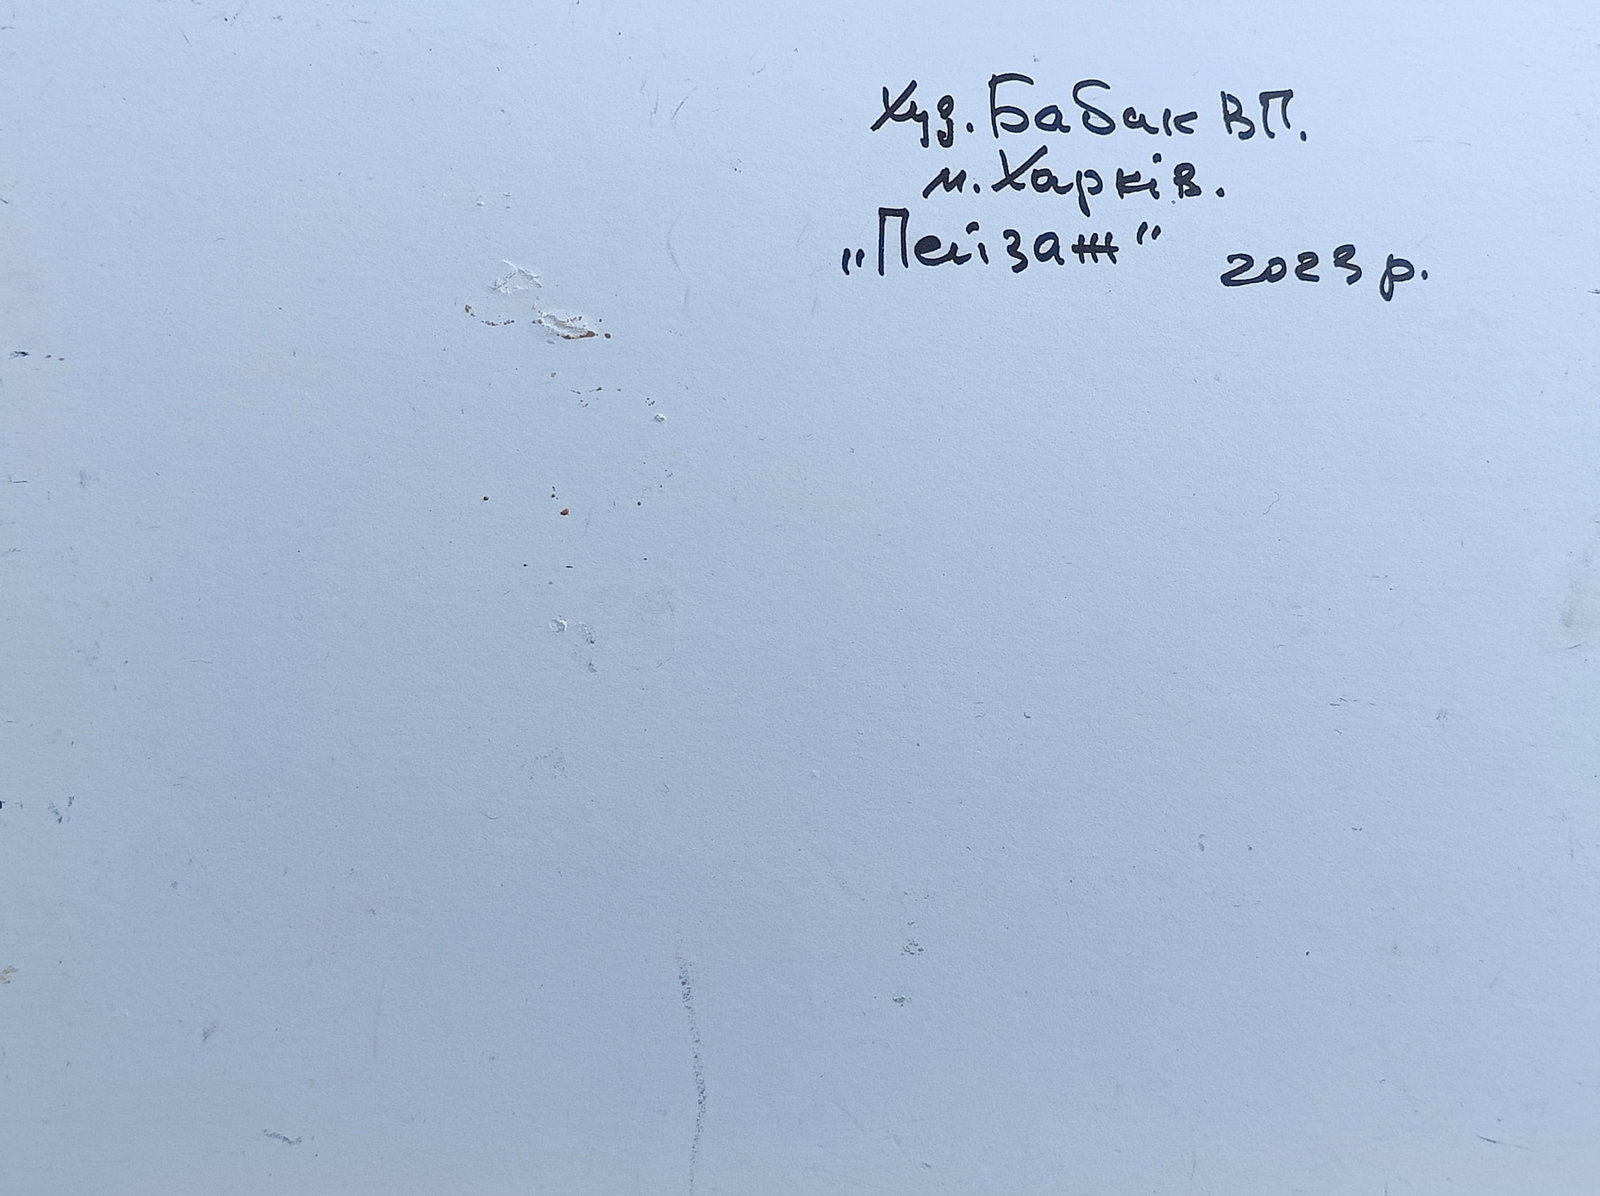 Худ. Бабак В П.
м. Харків.
„Пейзаж” 2023 р.